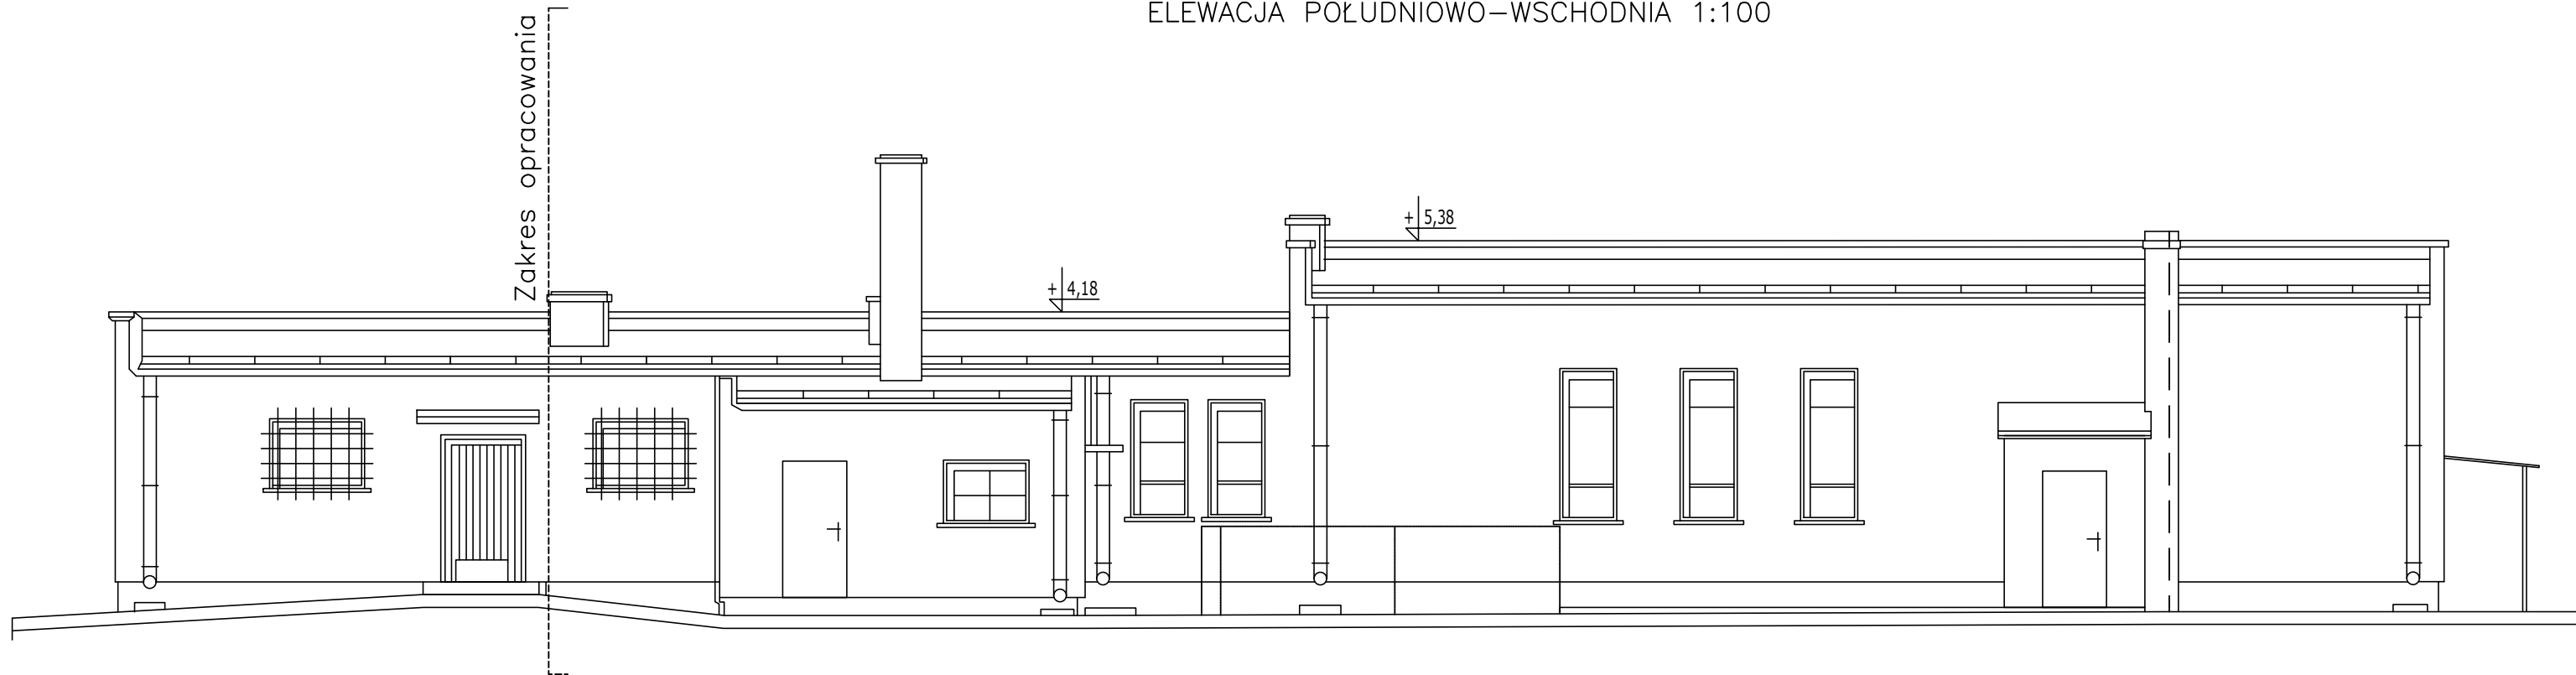 ELEWACJA POŁUDNIOWO-WSCHODNIA 1:100
Zakres opracowania
+ 5,38
+ 4,18